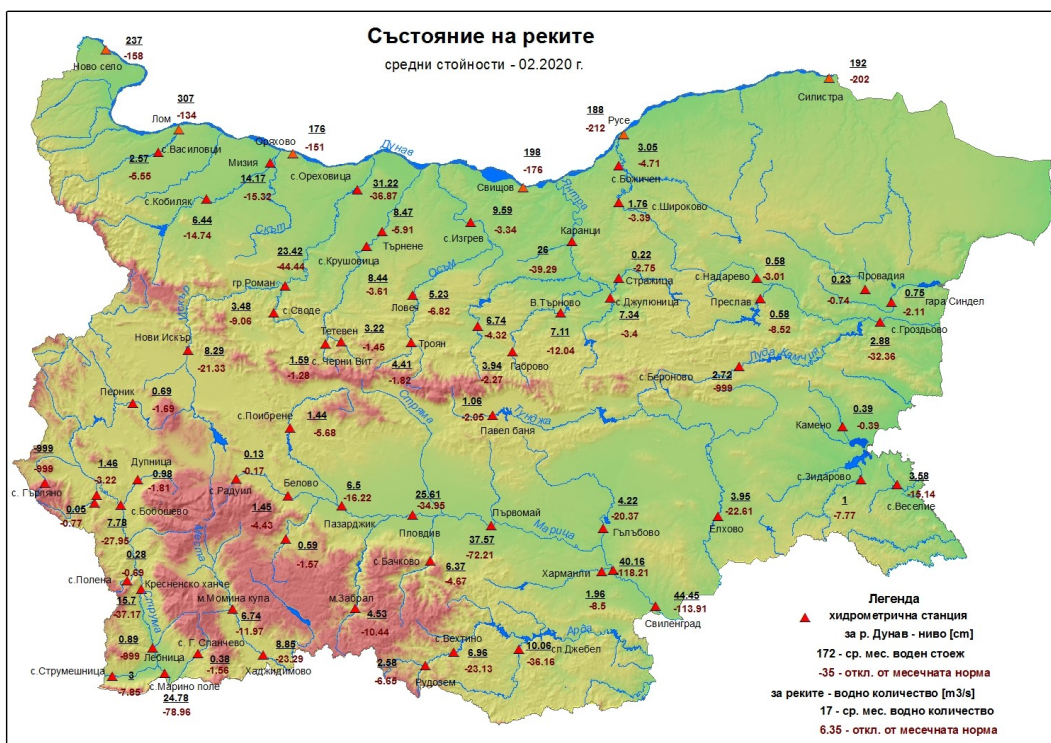 Състояние на реките
средни стойности - 02.2020 г.
237
-158
Ново село
307
-134
Лом
176
-151
Оряхово
198
-176
Свищов
188
-212
Русе
192
-202
Силистра
Дунав
2.57
-5.55
с.Василовци
Мизия
14.17
-15.32
с.Ореховица
31.22
-36.87
с.Кобиляк
6.44
-14.74
Скът
8.47
-5.91
Търнене
с.Крушовица
8.44
-3.61
9.59
-3.34
с.Изгрев
Осъм
Янтра
Каранци
26
-39.29
3.05
-4.71
с.Божичен
1.76
-3.39
с.Широково
0.22
-2.75
Стражица
с.Джулюница
7.34
-3.4
с.Надарево
0.58
-3.01
Преслав
0.58
-8.52
Провадия
0.23
-0.74
0.75
-2.11
гара Синдел
с.Гроздьово
2.88
-32.36
23.42
-44.44
гр.Роман
3.48
-9.06
с.Своде
Ловеч
5.23
-6.82
6.74
-4.32
В.Търново
7.11
-12.04
Нови Искър
8.29
-21.33
Тетевен
3.22
-1.45
1.59
-1.28
с. Черни Вит
Троян
4.41
-1.82
3.94
-2.27
Габрово
Луда Камчия
с.Бероново
2.72
-999
Перник
0.69
-1.69
с.Поибрене
1.44
-5.68
Стряма
1.06
-2.05
Павел баня
Тунджа
0.39
-0.39
Камено
-999
-999
с. Гърляно
1.46
-3.22
Дупница
0.98
-1.81
0.05
-0.77
с.Бобошево
7.78
-27.95
0.13
-0.17
с.Радуил
Белово
1.45
-4.43
6.5
-16.22
Пазарджик
25.61
-34.95
Пловдив
Първомай
37.57
-72.21
Марица
4.22
-20.37
Гълъбово
3.95
-22.61
Елхово
с.Зидарово
1
-7.77
3.58
-15.14
с.Веселие
0.59
-1.57
0.28
-0.69
с.Полена
Кресненско ханче
15.7
-37.17
Струма
Места
м.Момина кула
6.74
-11.97
м.Забрал
4.53
-10.44
с.Бачково
6.37
-4.67
Харманли
40.16
-118.21
1.96
-8.5
44.45
-113.91
Свиленград
0.89
-999
Лебница
с.Струмешница
3
-7.85
с.Марино поле
24.78
-78.96
с. Г. Спанчево
0.38
-1.56
8.85
-23.29
Хаджидимово
с.Вехтино
6.96
-23.13
2.58
-6.65
Рудозем
Арда
10.06
-36.16
сп.Джебел
Легенда
хидрометрична станция
за р. Дунав - ниво [cm]
172 - ср. мес. воден стоеж
-35 - откл. от месечната норма
за реките - водно количество [m3/s]
17 - ср. мес. водно количество
6.35 - откл. от месечната норма